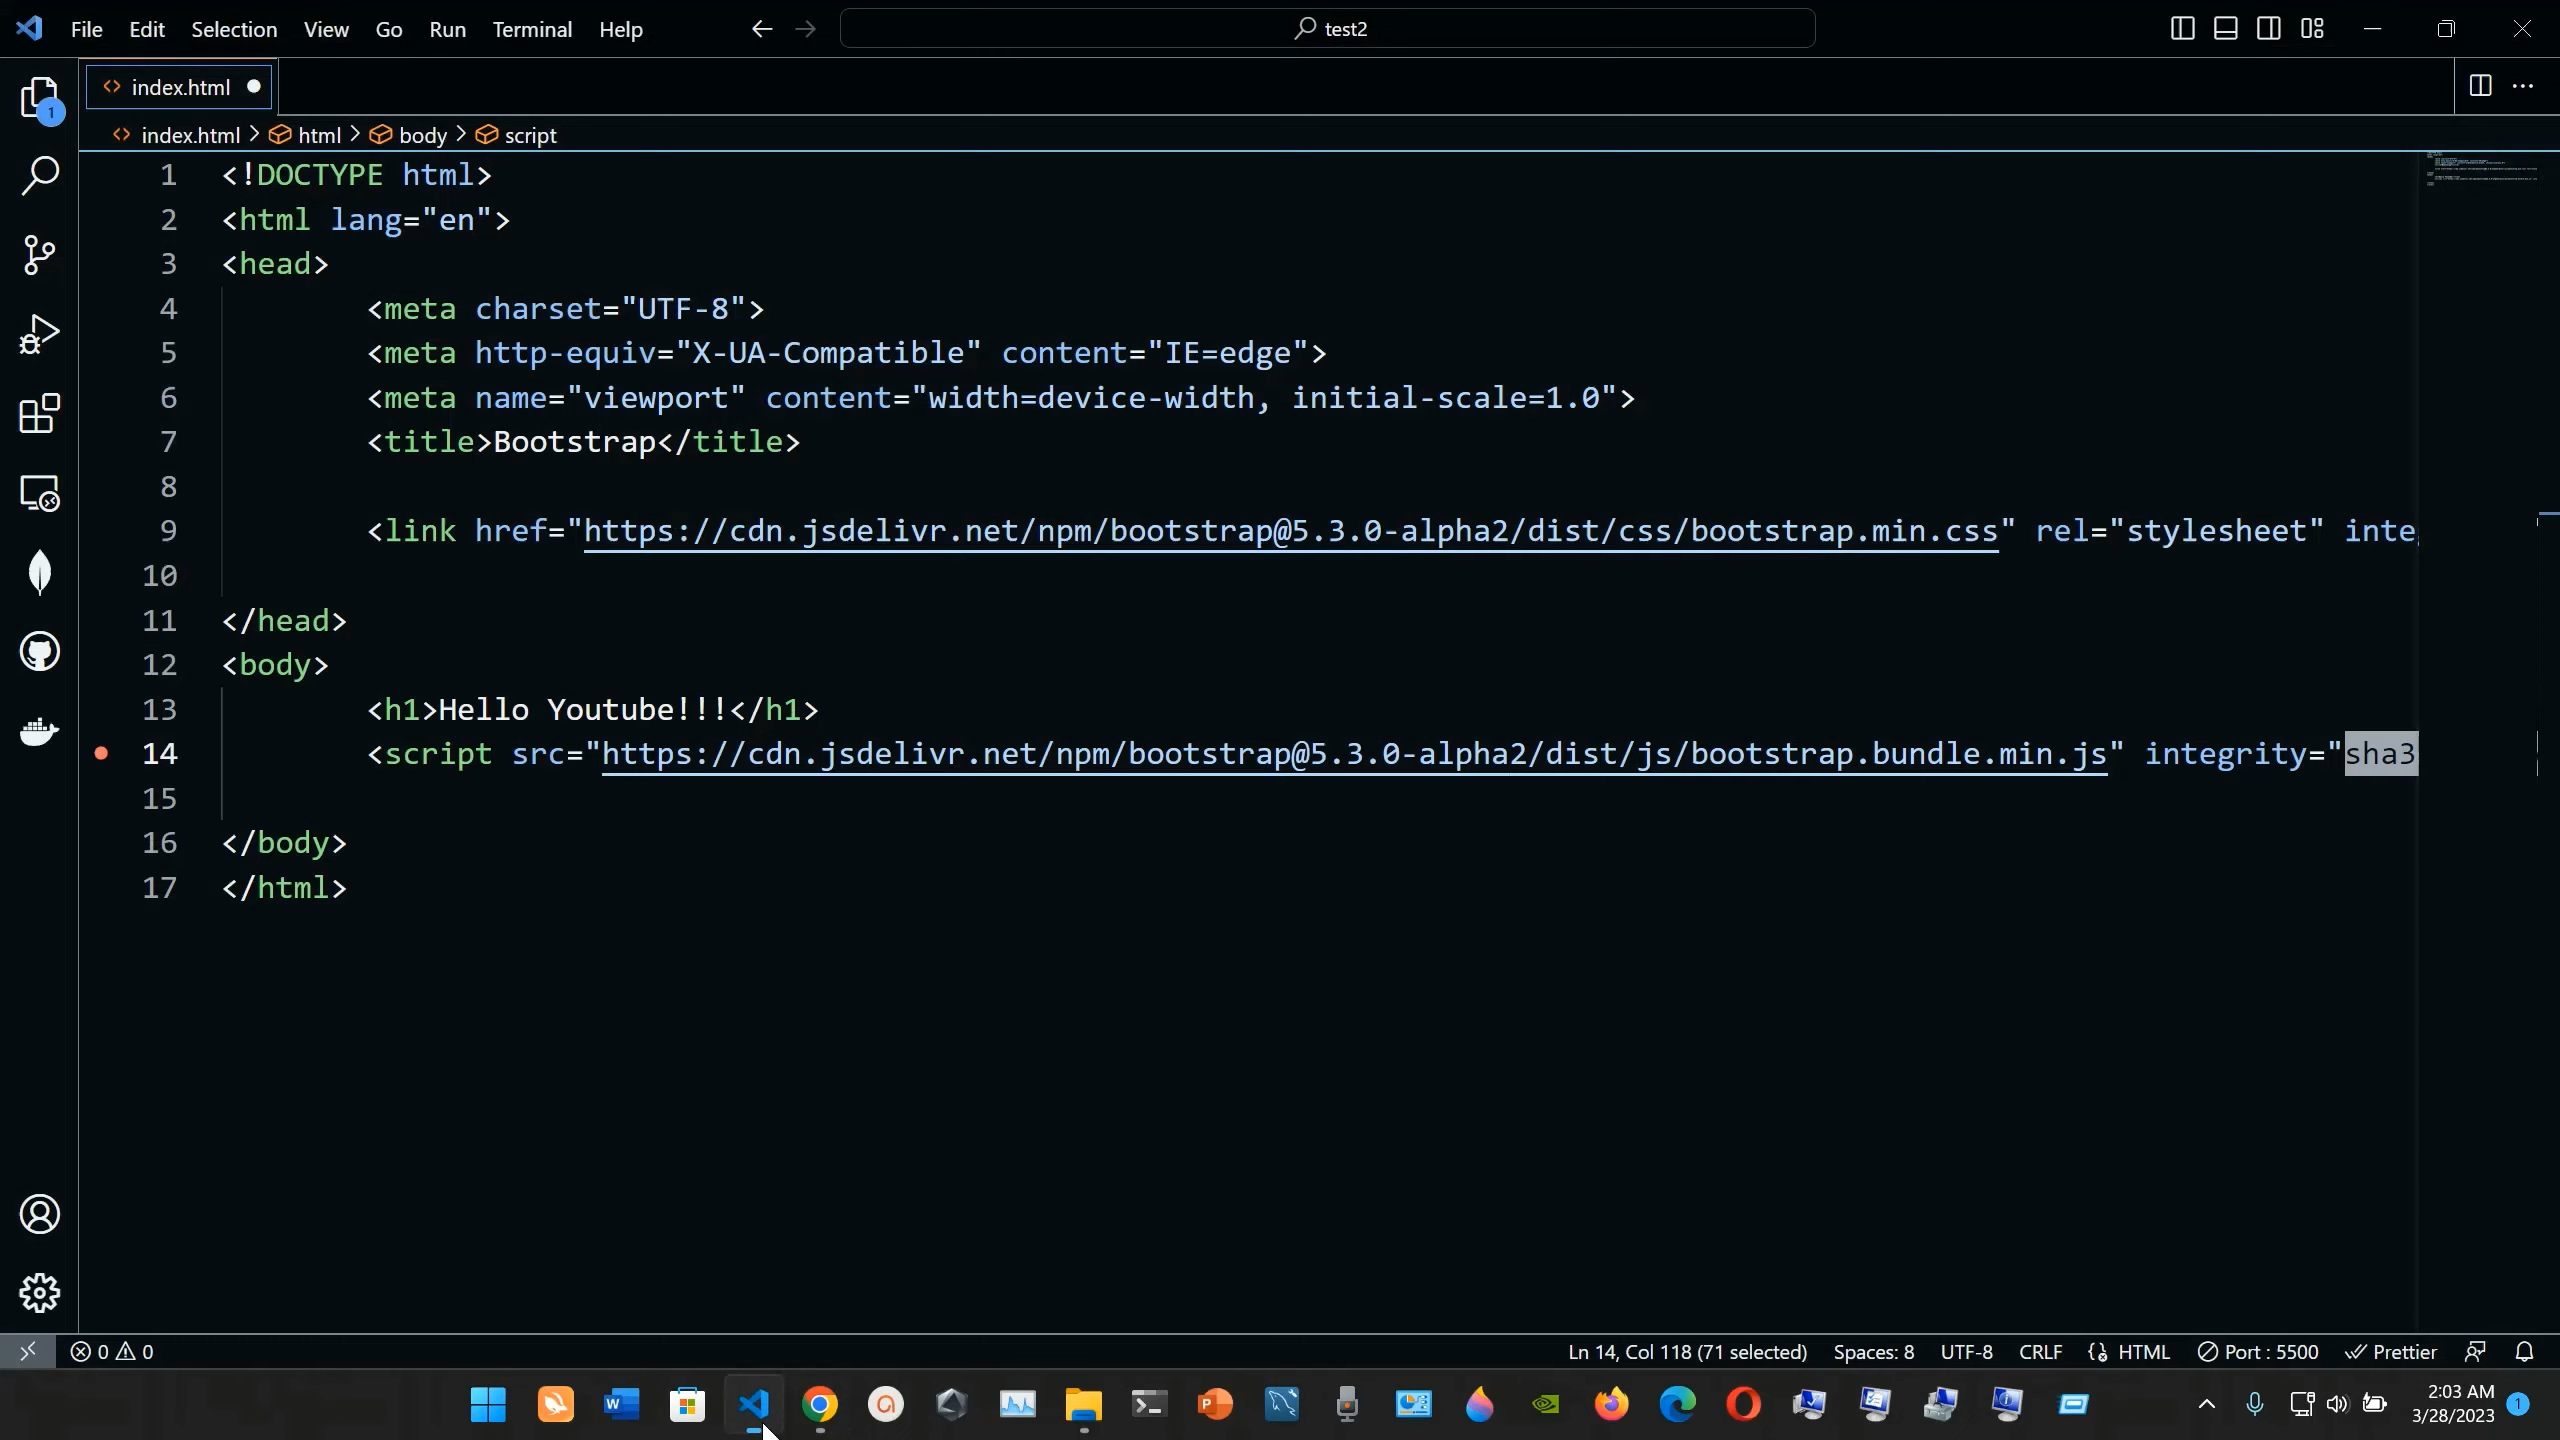 File Edit Selection View Go Run Terminal Help
test2
index.html
1
index.html > html > body > script
1 <!DOCTYPE html>
2 <html lang="en">
3 <head>
4 <meta charset="UTF-8">
5 <meta http-equiv="X-UA-Compatible" content="IE=edge">
6 <meta name="viewport" content="width=device-width, initial-scale=1.0">
7 <title>Bootstrap</title>
8
9 <link href="https://cdn.jsdelivr.net/npm/bootstrap@5.3.0-alpha2/dist/css/bootstrap.min.css" rel="stylesheet" inte
10
11 </head>
12 <body>
13 <h1>Hello Youtube!!!</h1>
14 <script src="https://cdn.jsdelivr.net/npm/bootstrap@5.3.0-alpha2/dist/js/bootstrap.bundle.min.js" integrity="sha3
15
16 </body>
17 </html>
0 0 Ln 14, Col 118 (71 selected) Spaces: 8 UTF-8 CRLF HTML Port : 5500 Prettier
2:03 AM
3/28/2023 1